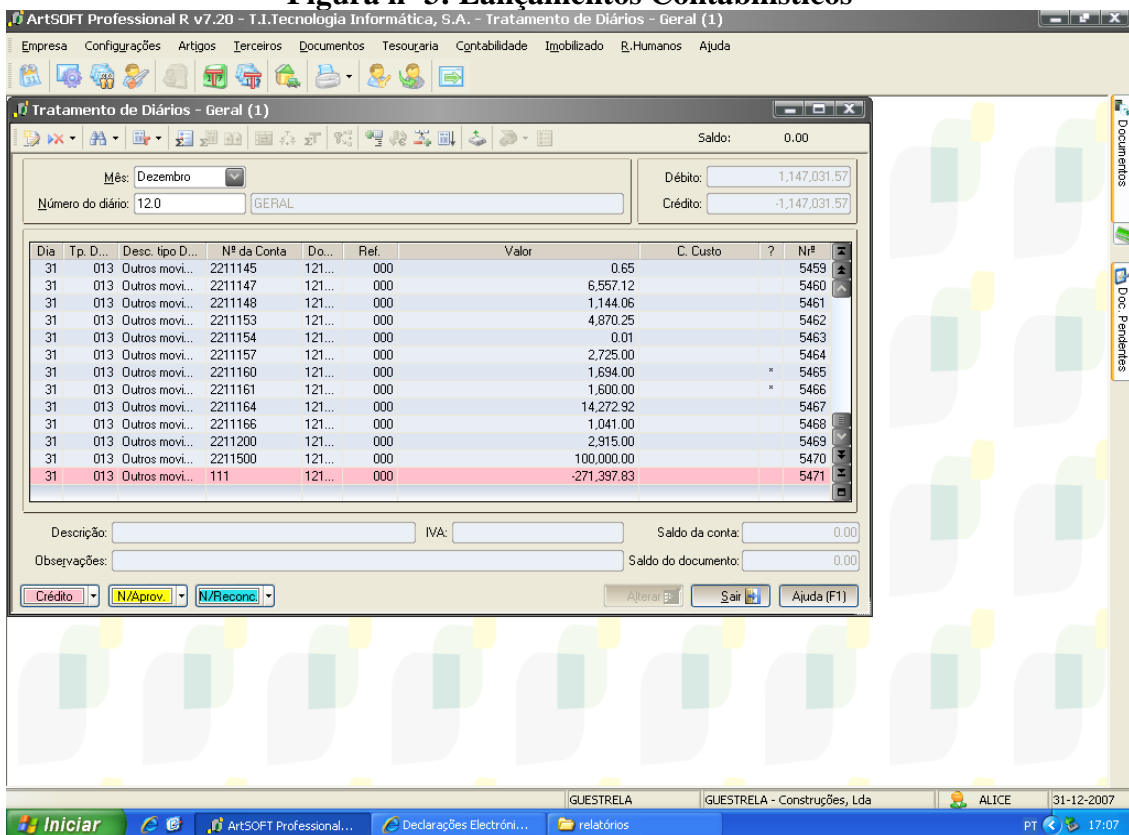 Figura nº 5: Lançamentos Contabilísticos
ArtSOFT Professional R v7.20 - T.I.Tecnologia Informática, S.A. - Tratamento de Diários - Geral (1)
Empresa Configurações Artigos Terceiros Documentos Tesouraria Contabilidade Imobilizado R.Humanos Ajuda
Tratamento de Diários - Geral (1)
Saldo: 0.00
Mês: Dezembro Débito: 1,147,031.57
Número do diário: 12.0 GERAL Crédito: -1,147,031.57
Dia Tp. D... Desc. tipo D... Nº da Conta Do... Ref. Valor C. Custo ? Nrº
31 013 Outros movi... 2211145 121... 000 0.65 5459
31 013 Outros movi... 2211147 121... 000 6,557.12 5460
31 013 Outros movi... 2211148 121... 000 1,144.06 5461
31 013 Outros movi... 2211153 121... 000 4,870.25 5462
31 013 Outros movi... 2211154 121... 000 0.01 5463
31 013 Outros movi... 2211157 121... 000 2,725.00 5464
31 013 Outros movi... 2211160 121... 000 1,694.00 * 5465
31 013 Outros movi... 2211161 121... 000 1,600.00 * 5466
31 013 Outros movi... 2211164 121... 000 14,272.92 5467
31 013 Outros movi... 2211166 121... 000 1,041.00 5468
31 013 Outros movi... 2211200 121... 000 2,915.00 5469
31 013 Outros movi... 2211500 121... 000 100,000.00 5470
31 013 Outros movi... 111 121... 000 -271,397.83 5471
Descrição: IVA: Saldo da conta: 0.00
Observações: Saldo do documento: 0.00
Crédito N/Aprov. N/Reconc. Alterar Sair Ajuda (F1)
Documentos
Doc. Pendentes
GUESTRELA GUESTRELA - Construções, Lda ALICE 31-12-2007
Iniciar ArtSOFT Professional... Declarações Electróni... relatórios PT 17:07